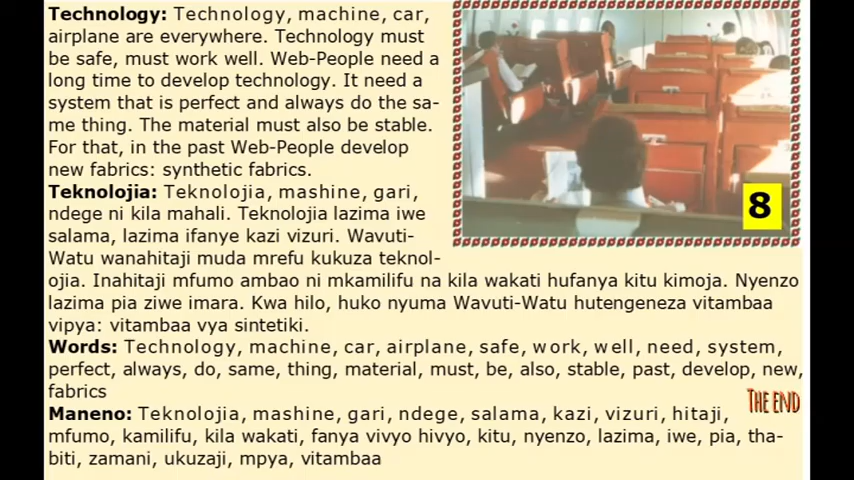 Technology: Technology, machine, car,
airplane are everywhere. Technology must
be safe, must work well. Web-People need a
long time to develop technology. It need a
system that is perfect and always do the sa-
me thing. The material must also be stable.
For that, in the past Web-People develop
new fabrics: synthetic fabrics.
Teknolojia: Teknolojia, mashine, gari,
ndege ni kila mahali. Teknolojia lazima iwe
salama, lazima ifanye kazi vizuri. Wavuti-
Watu wanahitaji muda mrefu kukuza teknol-
ojia. Inahitaji mfumo ambao ni mkamilifu na kila wakati hufanya kitu kimoja. Nyenzo
lazima pia ziwe imara. Kwa hilo, huko nyuma Wavuti-Watu hutengeneza vitambaa
vipya: vitambaa vya sintetiki.
Words: Technology, machine, car, airplane, safe, work, well, need, system,
perfect, always, do, same, thing, material, must, be, also, stable, past, develop, new,
fabrics
Maneno: Teknolojia, mashine, gari, ndege, salama, kazi, vizuri, hitaji,
mfumo, kamilifu, kila wakati, fanya vivyo hivyo, kitu, nyenzo, lazima, iwe, pia, tha-
biti, zamani, ukuzaji, mpya, vitambaa
8
THE END